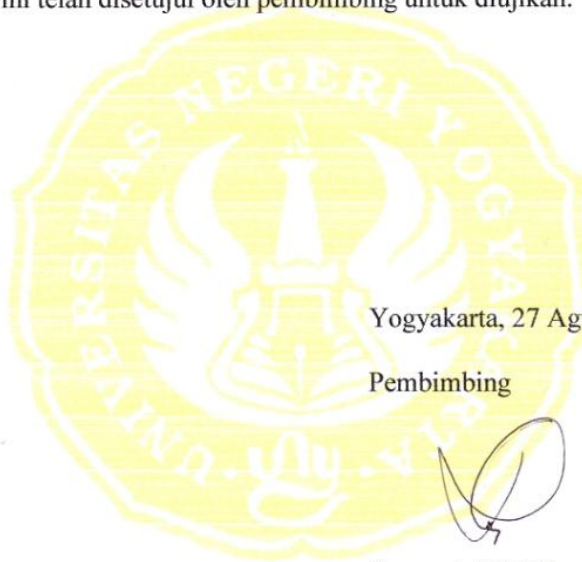 ini telah disetujui oleh pembimbing untuk diujikan.
UNIVERSITAS NEGERI YOGYAKARTA
uny
Yogyakarta, 27 Ag
Pembimbing